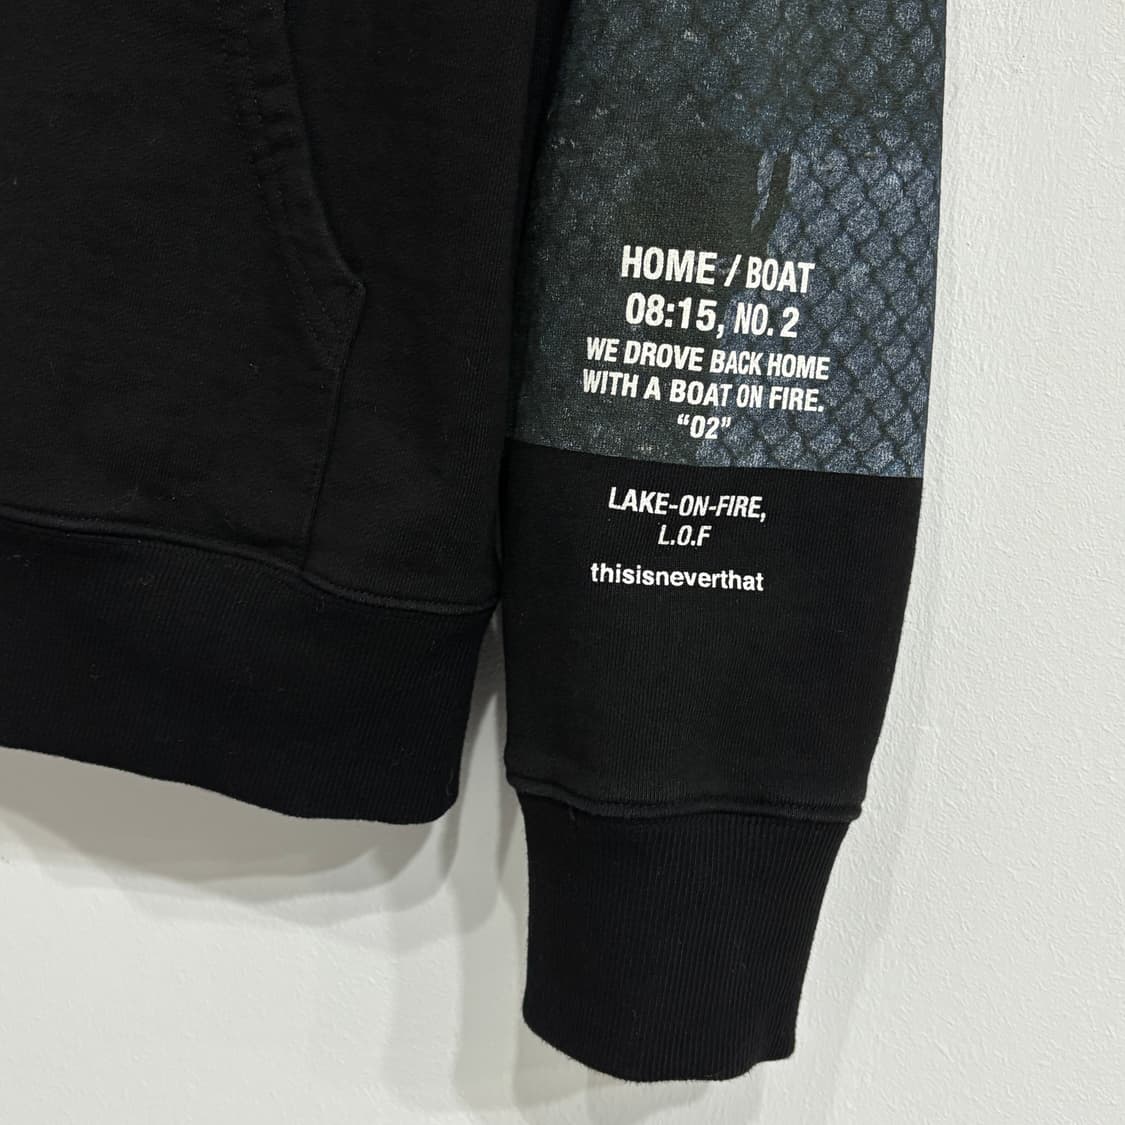 HOME / BOAT
08:15, NO. 2
WE DROVE BACK HOME
WITH A BOAT ON FIRE.
“02”
LAKE-ON-FIRE,
L.O.F
thisisneverthat